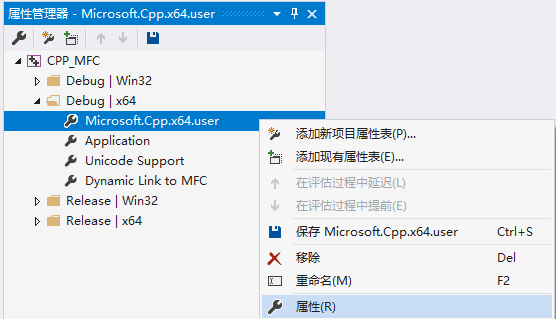 属性管理器 - Microsoft.Cpp.x64.user
CPP_MFC
Debug | Win32
Debug | x64
Microsoft.Cpp.x64.user
Application
Unicode Support
Dynamic Link to MFC
Release | Win32
Release | x64
添加新项目属性表(P)...
添加现有属性表(E)...
在评估过程中延迟(L)
在评估过程中提前(E)
保存 Microsoft.Cpp.x64.user Ctrl+S
移除 Del
重命名(M) F2
属性(R)